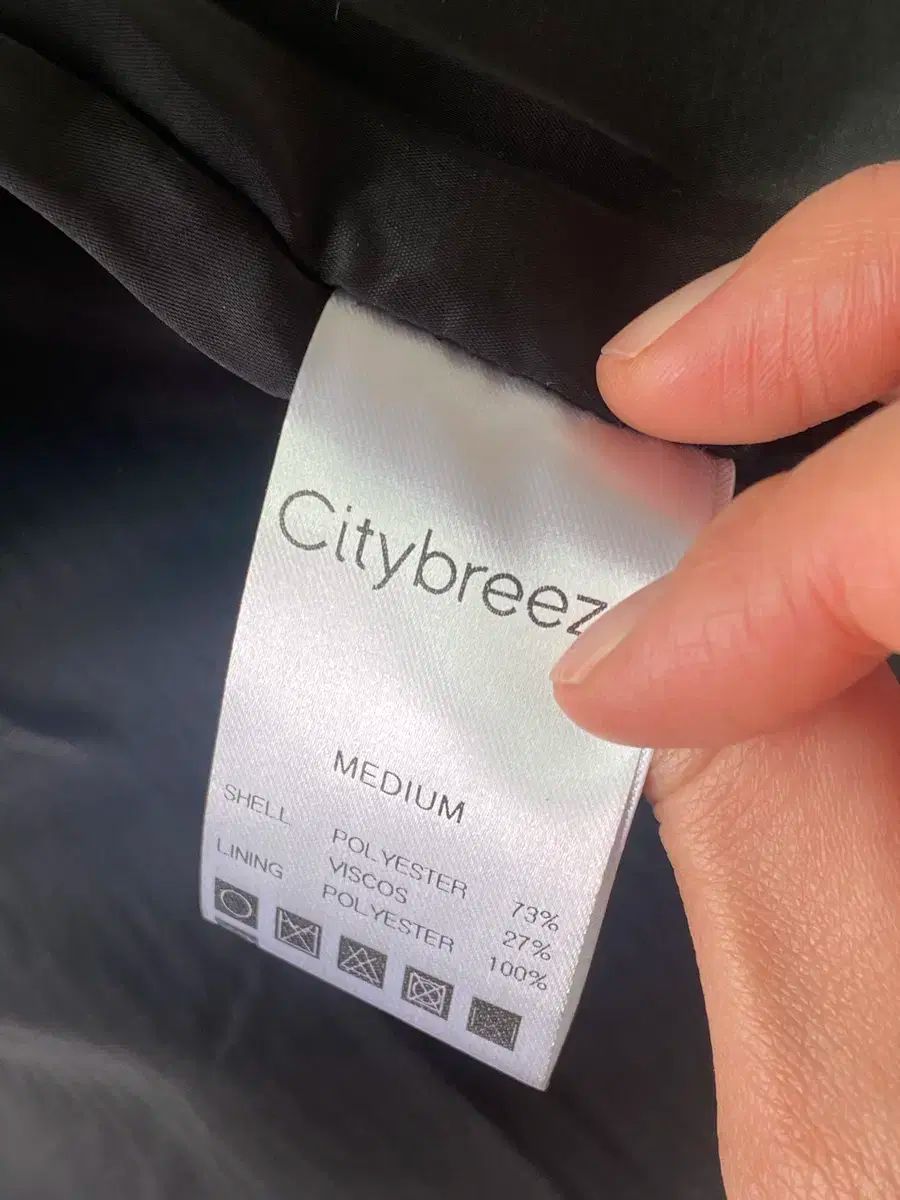 Citybreez
MEDIUM
SHELL POLYESTER 73%
VISCOS 27%
LINING POLYESTER 100%